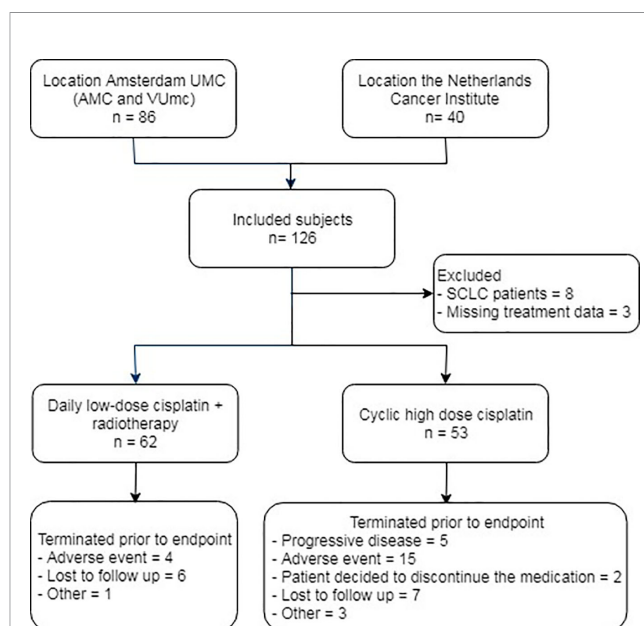 Location Amsterdam UMC
(AMC and VUmc)
n = 86
Location the Netherlands
Cancer Institute
n= 40
Included subjects
n= 126
Excluded
- SCLC patients = 8
- Missing treatment data = 3
Daily low-dose cisplatin +
radiotherapy
n = 62
Cyclic high dose cisplatin
n = 53
Terminated prior to endpoint
- Adverse event = 4
- Lost to follow up = 6
- Other = 1
Terminated prior to endpoint
- Progressive disease = 5
- Adverse event = 15
- Patient decided to discontinue the medication = 2
- Lost to follow up = 7
- Other = 3